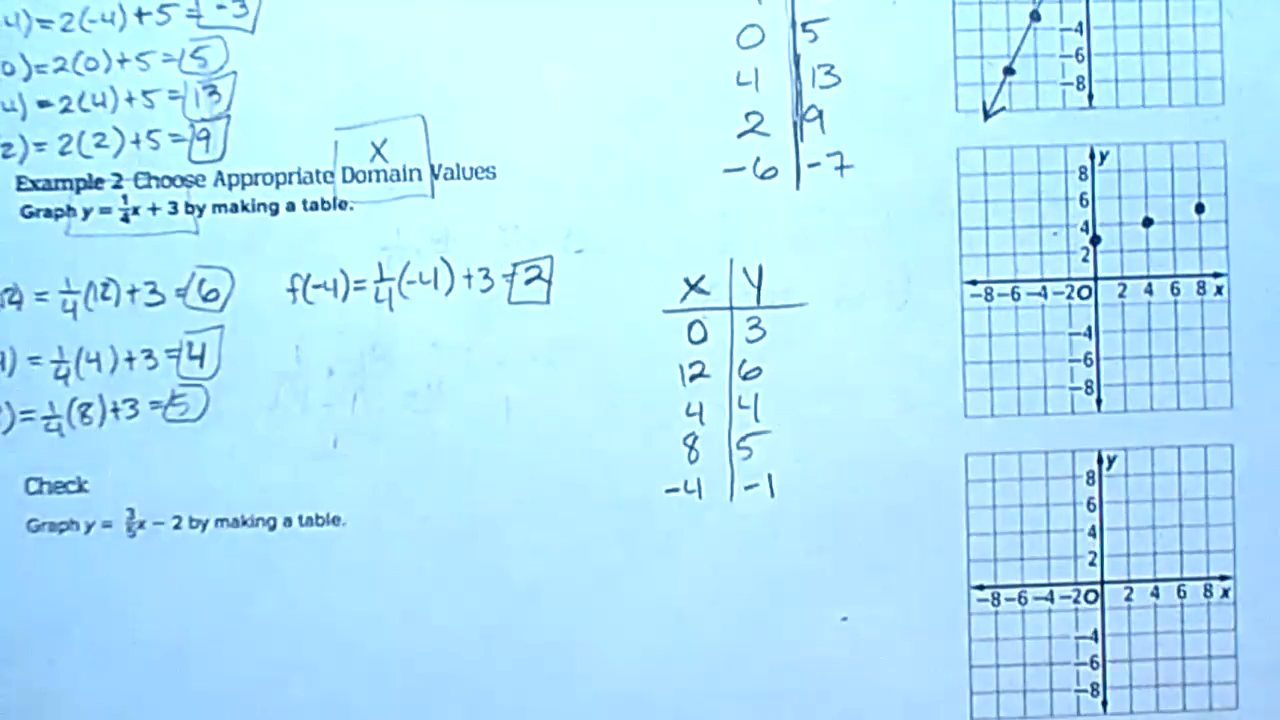 4) = 2(-4) + 5 = -3
0) = 2(0) + 5 = 5
4) = 2(4) + 5 = 13
2) = 2(2) + 5 = 9
0 | 5
4 | 13
2 | 9
-6 | -7
x
Example 2 Choose Appropriate Domain Values
Graph y = 1/4x + 3 by making a table.
2) = 1/4(12) + 3 = 6
f(-4) = 1/4(-4) + 3 = 2
4) = 1/4(4) + 3 = 4
) = 1/4(8) + 3 = 5
x | y
0 | 3
12 | 6
4 | 4
8 | 5
-4 | -1
Check
Graph y = 3/5x − 2 by making a table.
−4
−6
−8
y
8
6
4
2
−8 −6 −4 −2 O 2 4 6 8 x
−4
−6
−8
y
8
6
4
2
−8 −6 −4 −2 O 2 4 6 8 x
−4
−6
−8